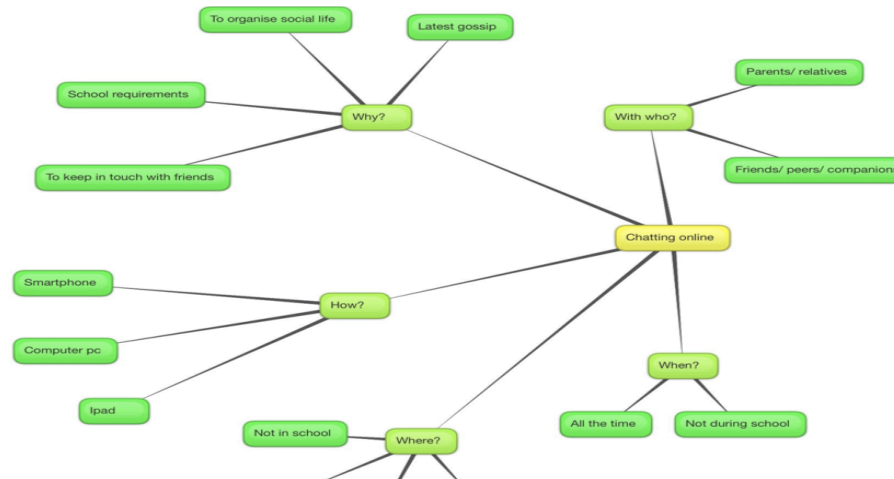 To organise social life
Latest gossip
Parents/ relatives
School requirements
Why?
With who?
Friends/ peers/ companion
To keep in touch with friends
Chatting online
Smartphone
How?
Computer pc
When?
Ipad
All the time
Not during school
Not in school
Where?